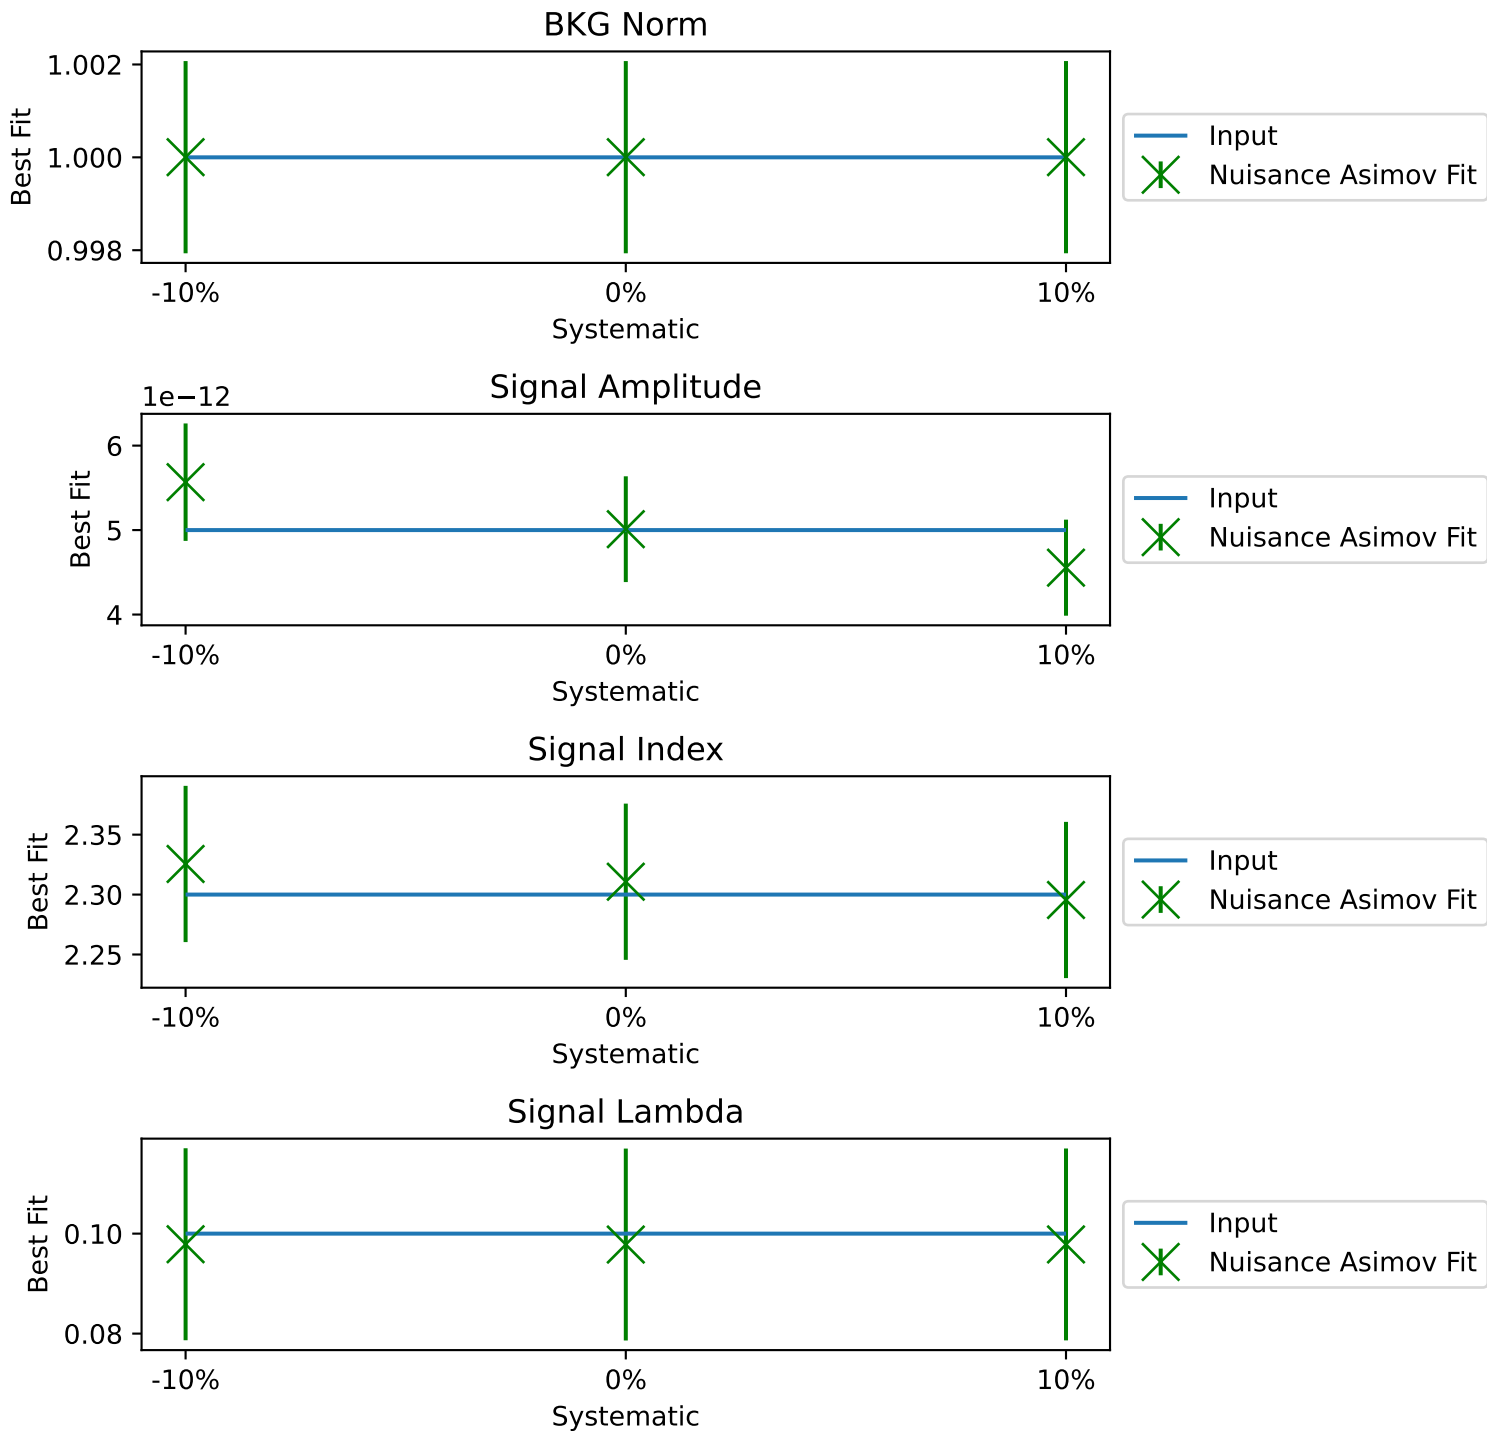 BKG Norm
1.002
1.000
0.998
Best Fit
-10% 0% 10%
Systematic
Input
Nuisance Asimov Fit
Signal Amplitude
1e−12
6
5
4
Best Fit
-10% 0% 10%
Systematic
Input
Nuisance Asimov Fit
Signal Index
2.35
2.30
2.25
Best Fit
-10% 0% 10%
Systematic
Input
Nuisance Asimov Fit
Signal Lambda
0.10
0.08
Best Fit
-10% 0% 10%
Systematic
Input
Nuisance Asimov Fit